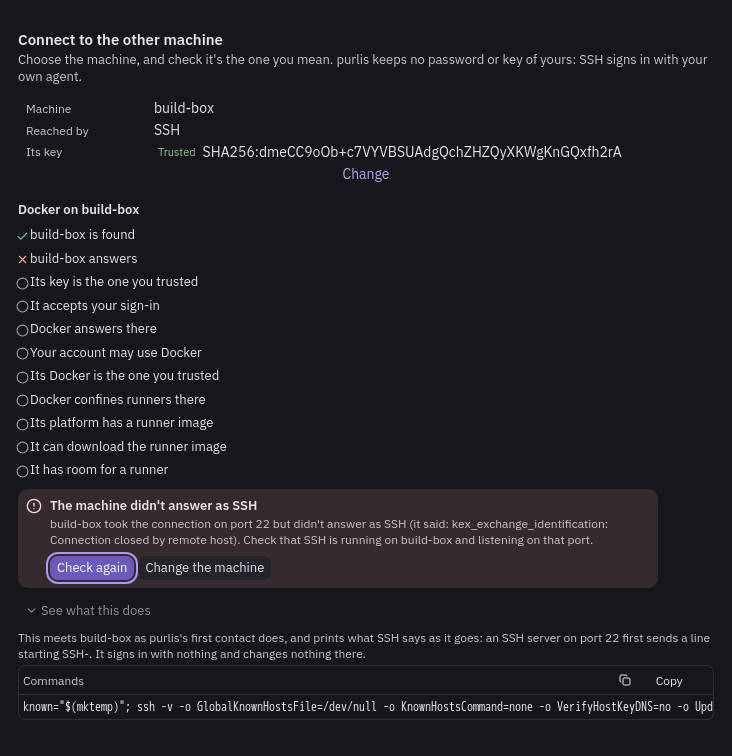 Connect to the other machine
Choose the machine, and check it's the one you mean. purlis keeps no password or key of yours: SSH signs in with your
own agent.
Machine build-box
Reached by SSH
Its key Trusted SHA256:dmeCC9oOb+c7VYVBSUAdgQchZHZQyXKWgKnGQxfh2rA
Change
Docker on build-box
build-box is found
build-box answers
Its key is the one you trusted
It accepts your sign-in
Docker answers there
Your account may use Docker
Its Docker is the one you trusted
Docker confines runners there
Its platform has a runner image
It can download the runner image
It has room for a runner
The machine didn't answer as SSH
build-box took the connection on port 22 but didn't answer as SSH (it said: kex_exchange_identification:
Connection closed by remote host). Check that SSH is running on build-box and listening on that port.
Check again Change the machine
See what this does
This meets build-box as purlis's first contact does, and prints what SSH says as it goes: an SSH server on port 22 first sends a line
starting SSH-. It signs in with nothing and changes nothing there.
Commands Copy
known="$(mktemp)"; ssh -v -o GlobalKnownHostsFile=/dev/null -o KnownHostsCommand=none -o VerifyHostKeyDNS=no -o Upd